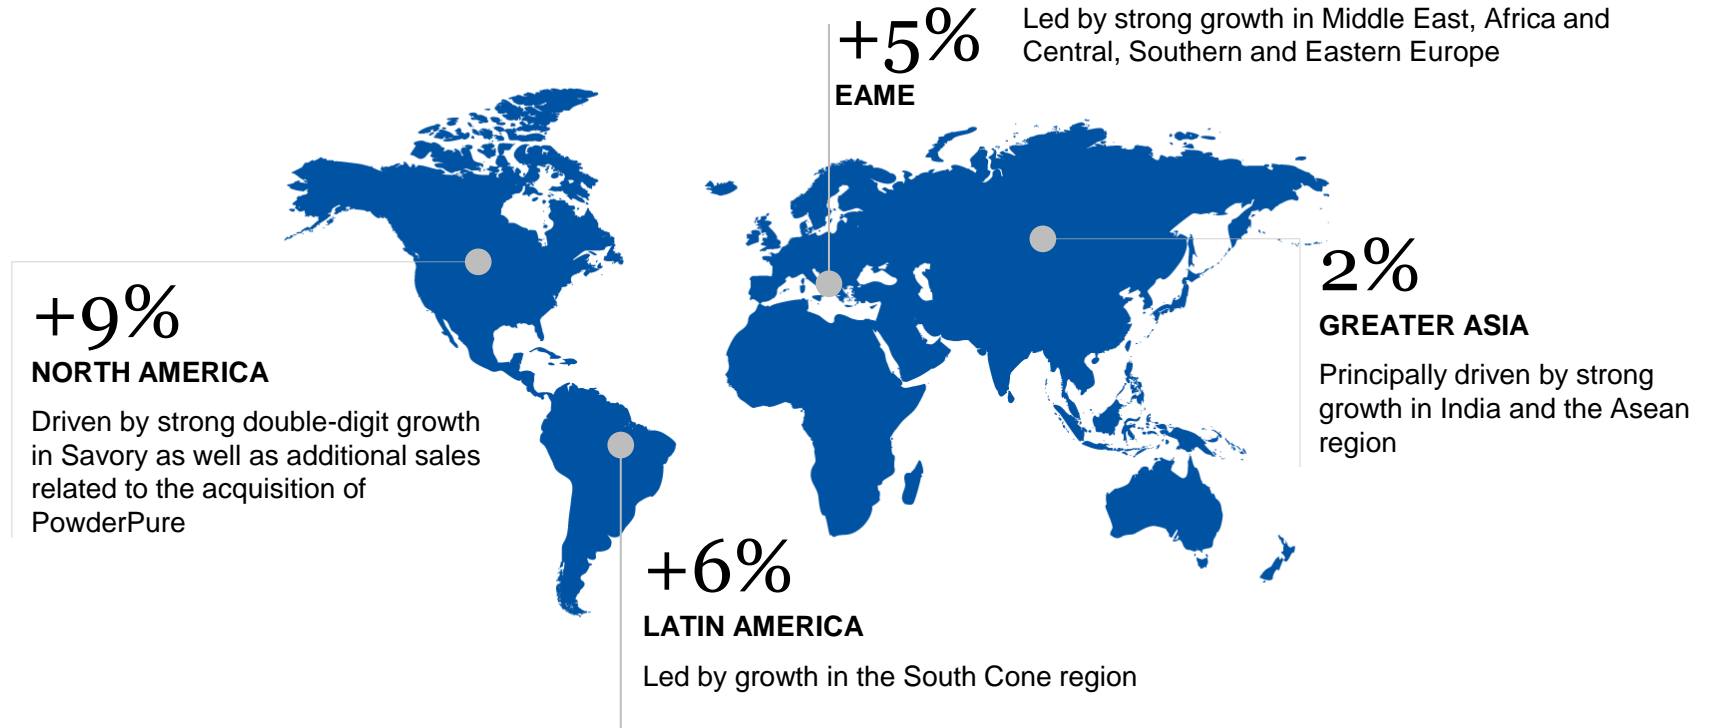 +5%
EAME
Led by strong growth in Middle East, Africa and
Central, Southern and Eastern Europe
+9%
NORTH AMERICA
Driven by strong double-digit growth
in Savory as well as additional sales
related to the acquisition of
PowderPure
2%
GREATER ASIA
Principally driven by strong
growth in India and the Asean
region
+6%
LATIN AMERICA
Led by growth in the South Cone region